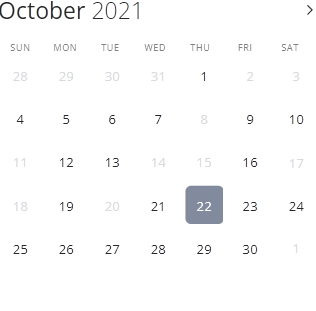 October 2021
SUN MON TUE WED THU FRI SAT
28 29 30 31 1 2 3
4 5 6 7 8 9 10
11 12 13 14 15 16 17
18 19 20 21 22 23 24
25 26 27 28 29 30 1